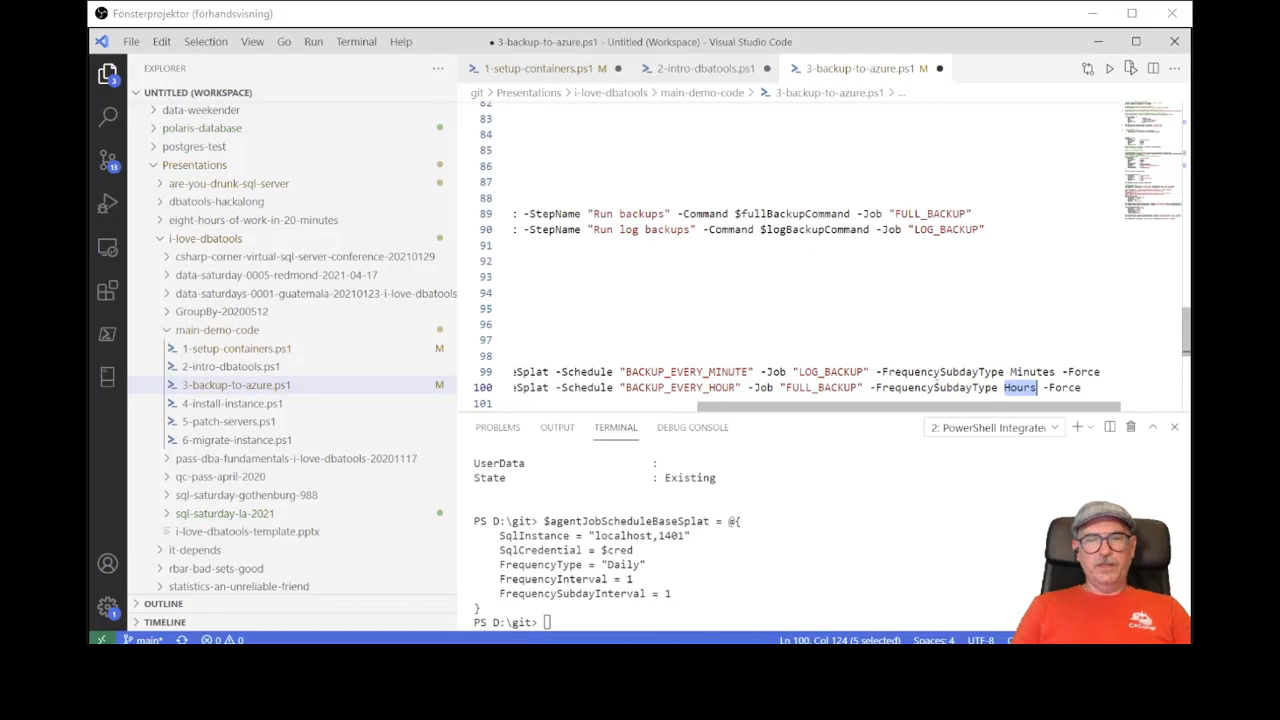 Fönsterprojektor (förhandsvisning)
File Edit Selection View Go Run Terminal Help
3-backup-to-azure.ps1 - Untitled (Workspace) - Visual Studio Code
EXPLORER
1-setup-containers.ps1 M
2-intro-dbatools.ps1
3-backup-to-azure.ps1 M
UNTITLED (WORKSPACE)
git > Presentations > i-love-dbatools > main-demo-code > 3-backup-to-azure.ps1 > ...
data-weekender
polaris-database
postgres-test
Presentations
are-you-drunk-sql-server
dbatools-hackalong
eight-hours-of-work-in-20-minutes
i-love-dbatools
csharp-corner-virtual-sql-server-conference-20210129
data-saturday-0005-redmond-2021-04-17
data-saturdays-0001-guatemala-20210123-i-love-dbatools
GroupBy-20200512
main-demo-code
1-setup-containers.ps1 M
2-intro-dbatools.ps1
3-backup-to-azure.ps1 M
4-install-instance.ps1
5-patch-servers.ps1
6-migrate-instance.ps1
pass-dba-fundamentals-i-love-dbatools-20201117
qc-pass-april-2020
sql-saturday-gothenburg-988
sql-saturday-la-2021
i-love-dbatools-template.pptx
it-depends
rbar-bad-sets-good
statistics-an-unreliable-friend
OUTLINE
TIMELINE
82
83
84
85
86
87
88
89 Name "Run backups" -Command $fullBackupCommand -Job "FULL_BACKUP"
90 Name "Run log backups" -Command $logBackupCommand -Job "LOG_BACKUP"
91
92
93
94
95
96
97
98
99 Splat -Schedule "BACKUP_EVERY_MINUTE" -Job "LOG_BACKUP" -FrequencySubdayType Minutes -Force
100 Splat -Schedule "BACKUP_EVERY_HOUR" -Job "FULL_BACKUP" -FrequencySubdayType Hours -Force
101
PROBLEMS OUTPUT TERMINAL DEBUG CONSOLE 2: PowerShell Integrate
UserData :
State : Existing
PS D:\git> $agentJobScheduleBaseSplat = @{
SqlInstance = "localhost,1401"
SqlCredential = $cred
FrequencyType = "Daily"
FrequencyInterval = 1
FrequencySubdayInterval = 1
}
PS D:\git>
main* 0 0 Ln 100, Col 124 (5 selected) Spaces: 4 UTF-8
3
13
1